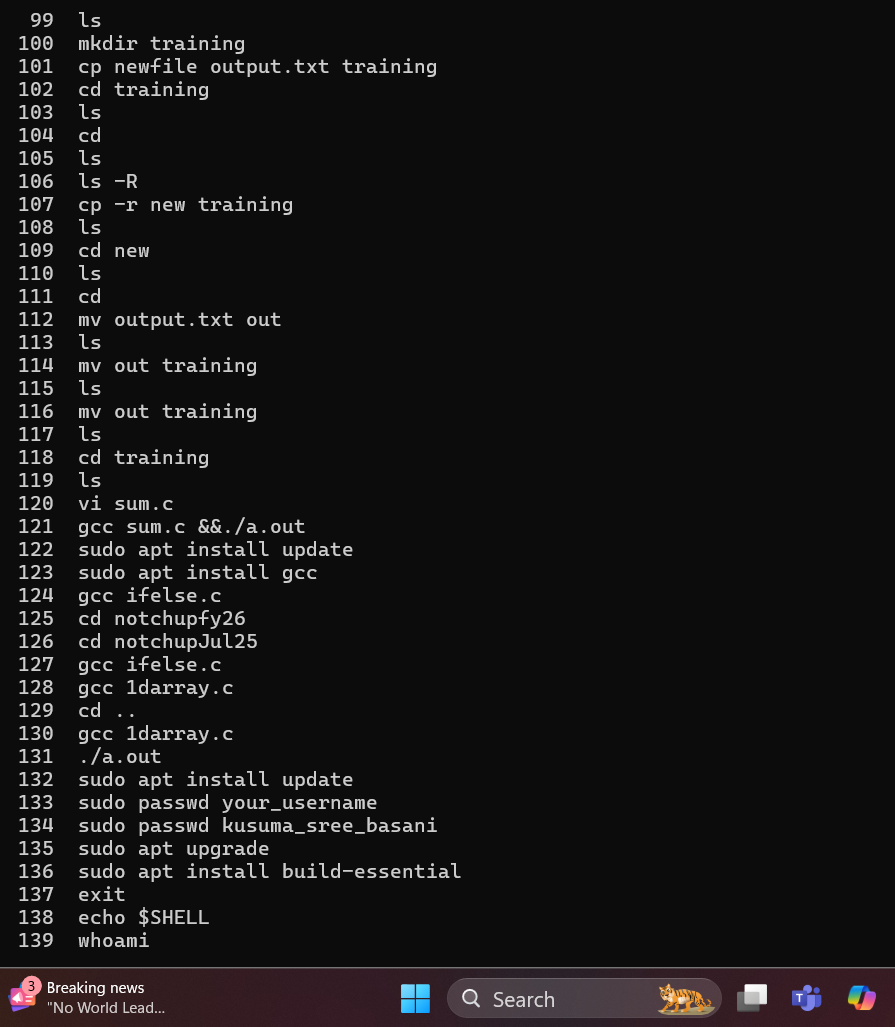 99 ls
100 mkdir training
101 cp newfile output.txt training
102 cd training
103 ls
104 cd
105 ls
106 ls -R
107 cp -r new training
108 ls
109 cd new
110 ls
111 cd
112 mv output.txt out
113 ls
114 mv out training
115 ls
116 mv out training
117 ls
118 cd training
119 ls
120 vi sum.c
121 gcc sum.c &&./a.out
122 sudo apt install update
123 sudo apt install gcc
124 gcc ifelse.c
125 cd notchupfy26
126 cd notchupJul25
127 gcc ifelse.c
128 gcc 1darray.c
129 cd ..
130 gcc 1darray.c
131 ./a.out
132 sudo apt install update
133 sudo passwd your_username
134 sudo passwd kusuma_sree_basani
135 sudo apt upgrade
136 sudo apt install build-essential
137 exit
138 echo $SHELL
139 whoami
3
Breaking news
"No World Lead...
Search
T